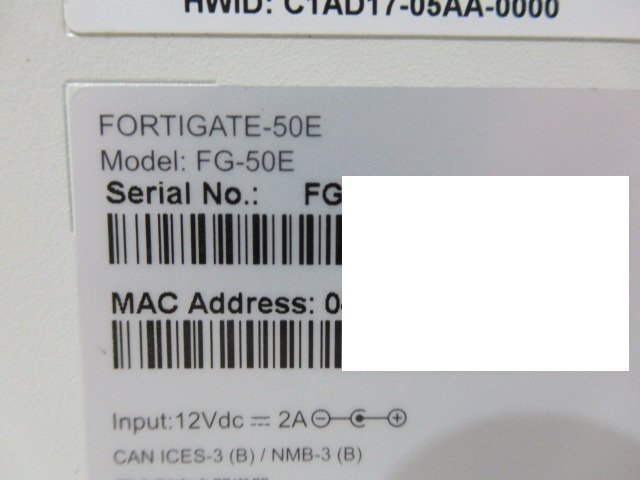 HWID: C1AD17-05AA-0000
FORTIGATE-50E
Model: FG-50E
Serial No.: FG
MAC Address: 04
Input:12Vdc ⎓ 2A
CAN ICES-3 (B) / NMB-3 (B)